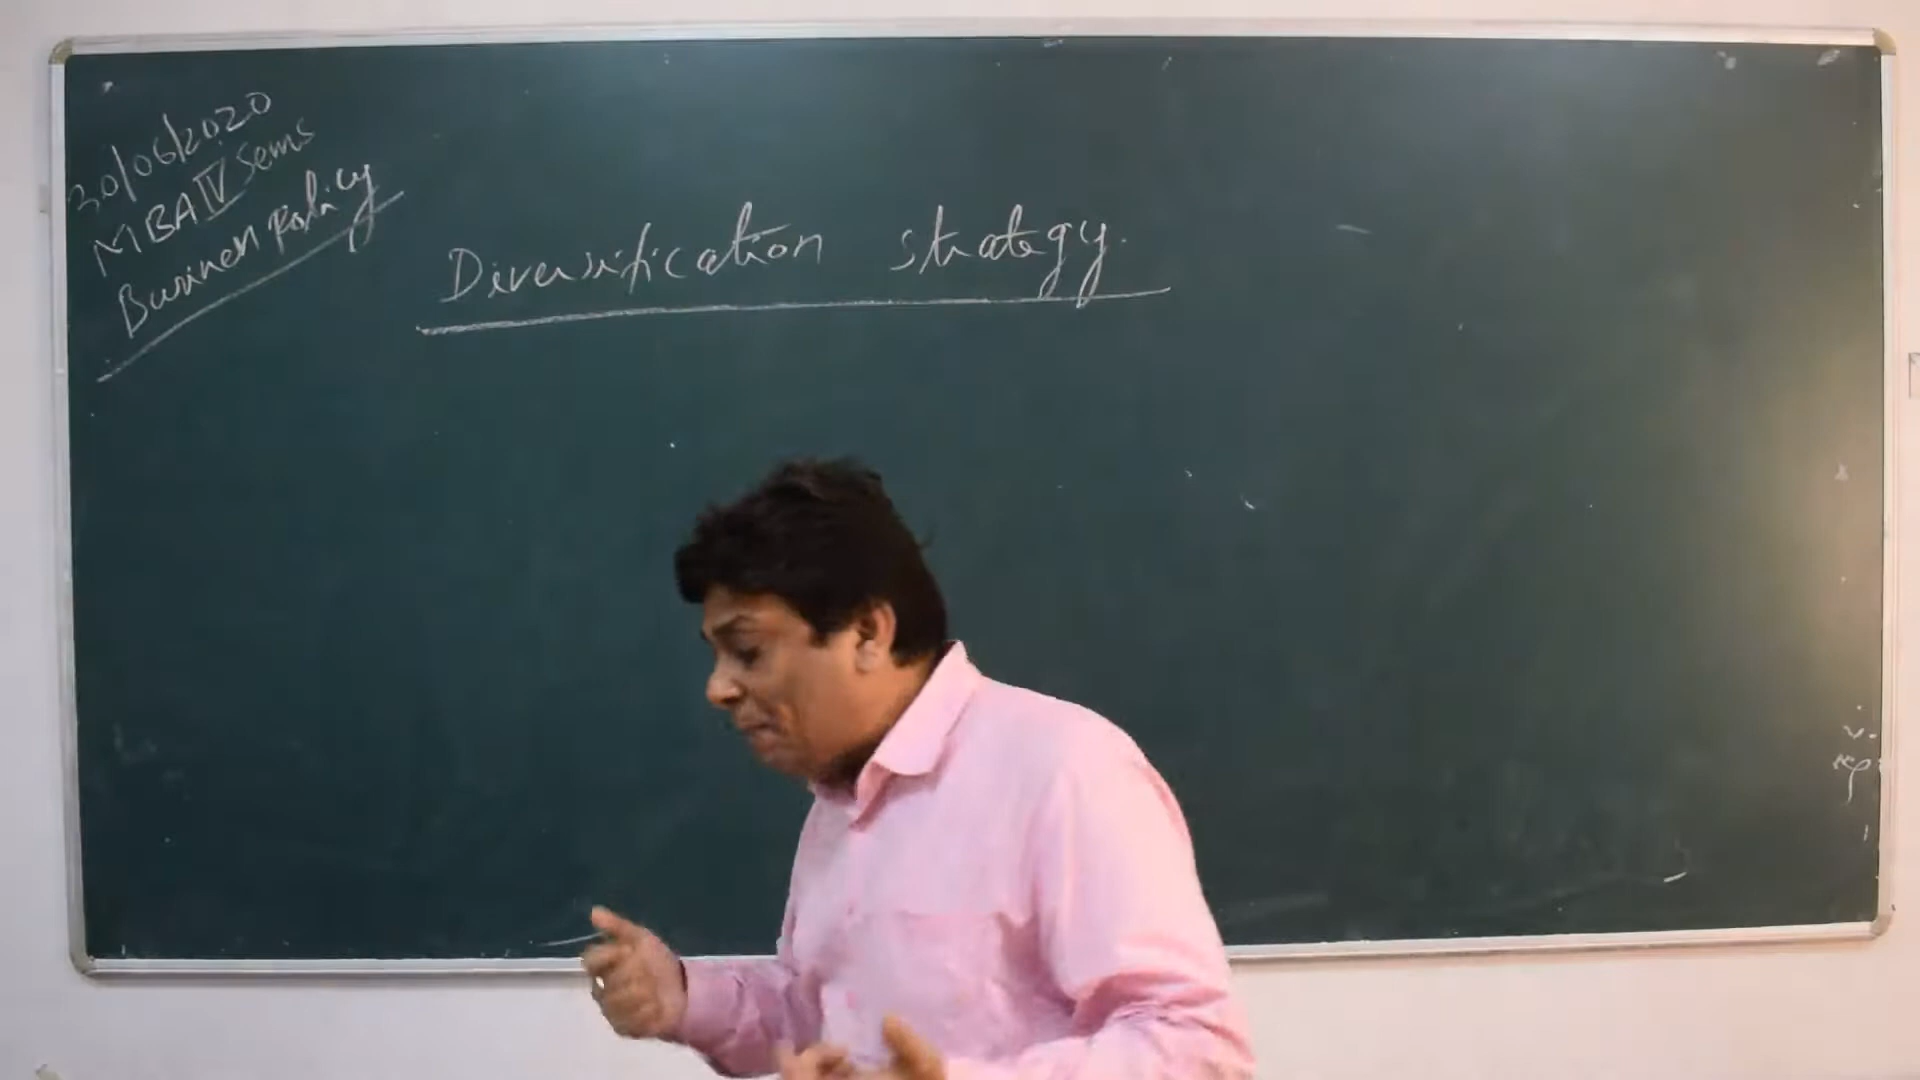 30/06/2020
MBA IV Sems
Business Policy
Diversification strategy.